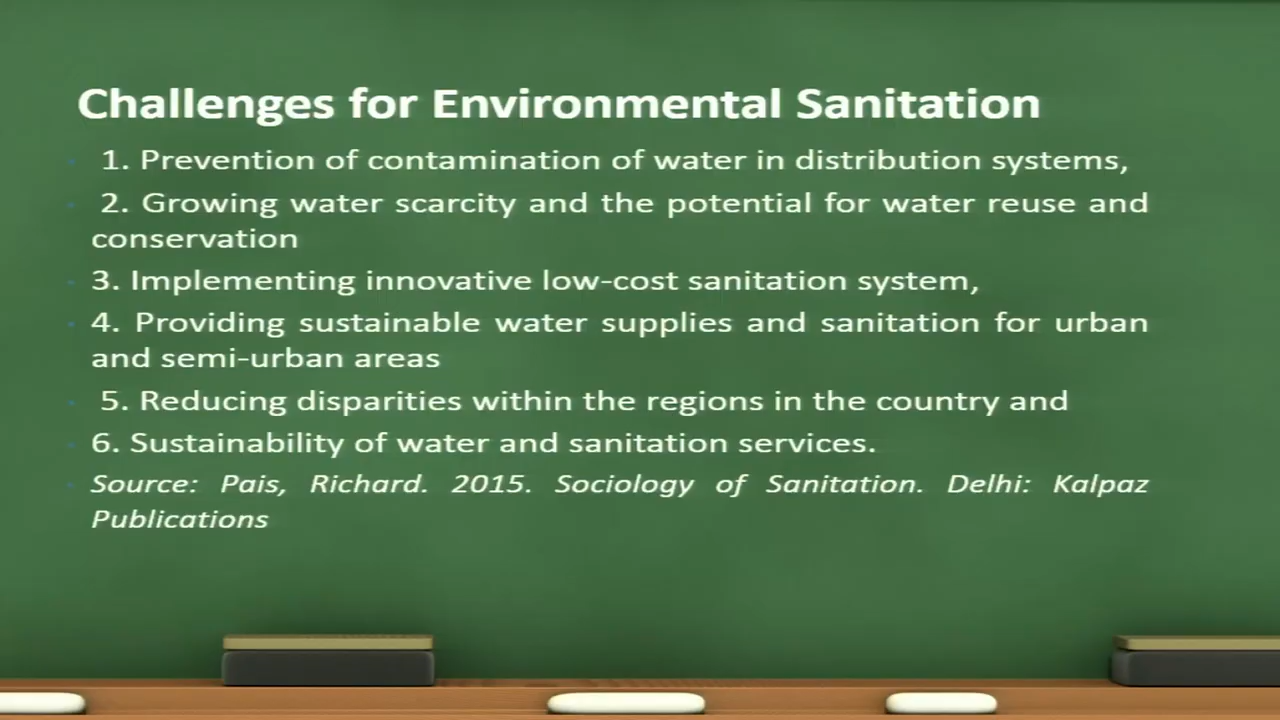 Challenges for Environmental Sanitation
1. Prevention of contamination of water in distribution systems,
2. Growing water scarcity and the potential for water reuse and
conservation
3. Implementing innovative low-cost sanitation system,
4. Providing sustainable water supplies and sanitation for urban
and semi-urban areas
5. Reducing disparities within the regions in the country and
6. Sustainability of water and sanitation services.
Source: Pais, Richard. 2015. Sociology of Sanitation. Delhi: Kalpaz
Publications